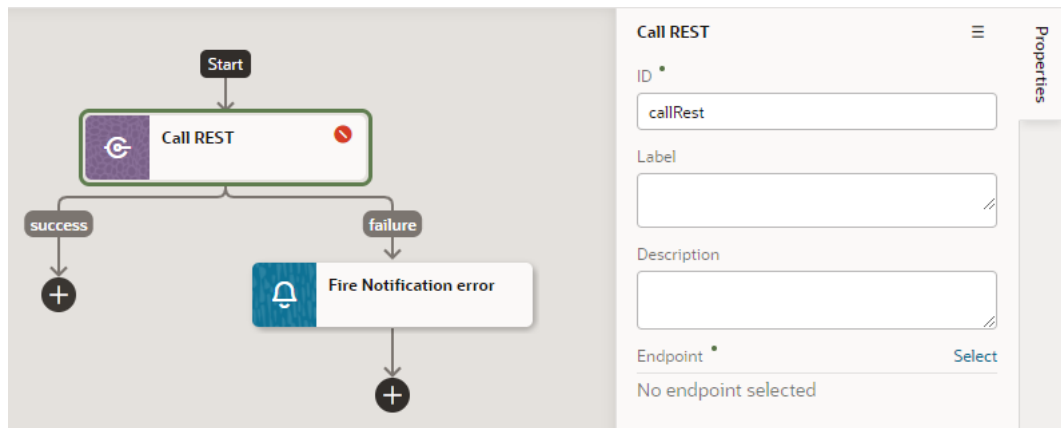 Start
Call REST
success
failure
Fire Notification error
Call REST
ID
callRest
Label
Description
Endpoint
Select
No endpoint selected
Properties